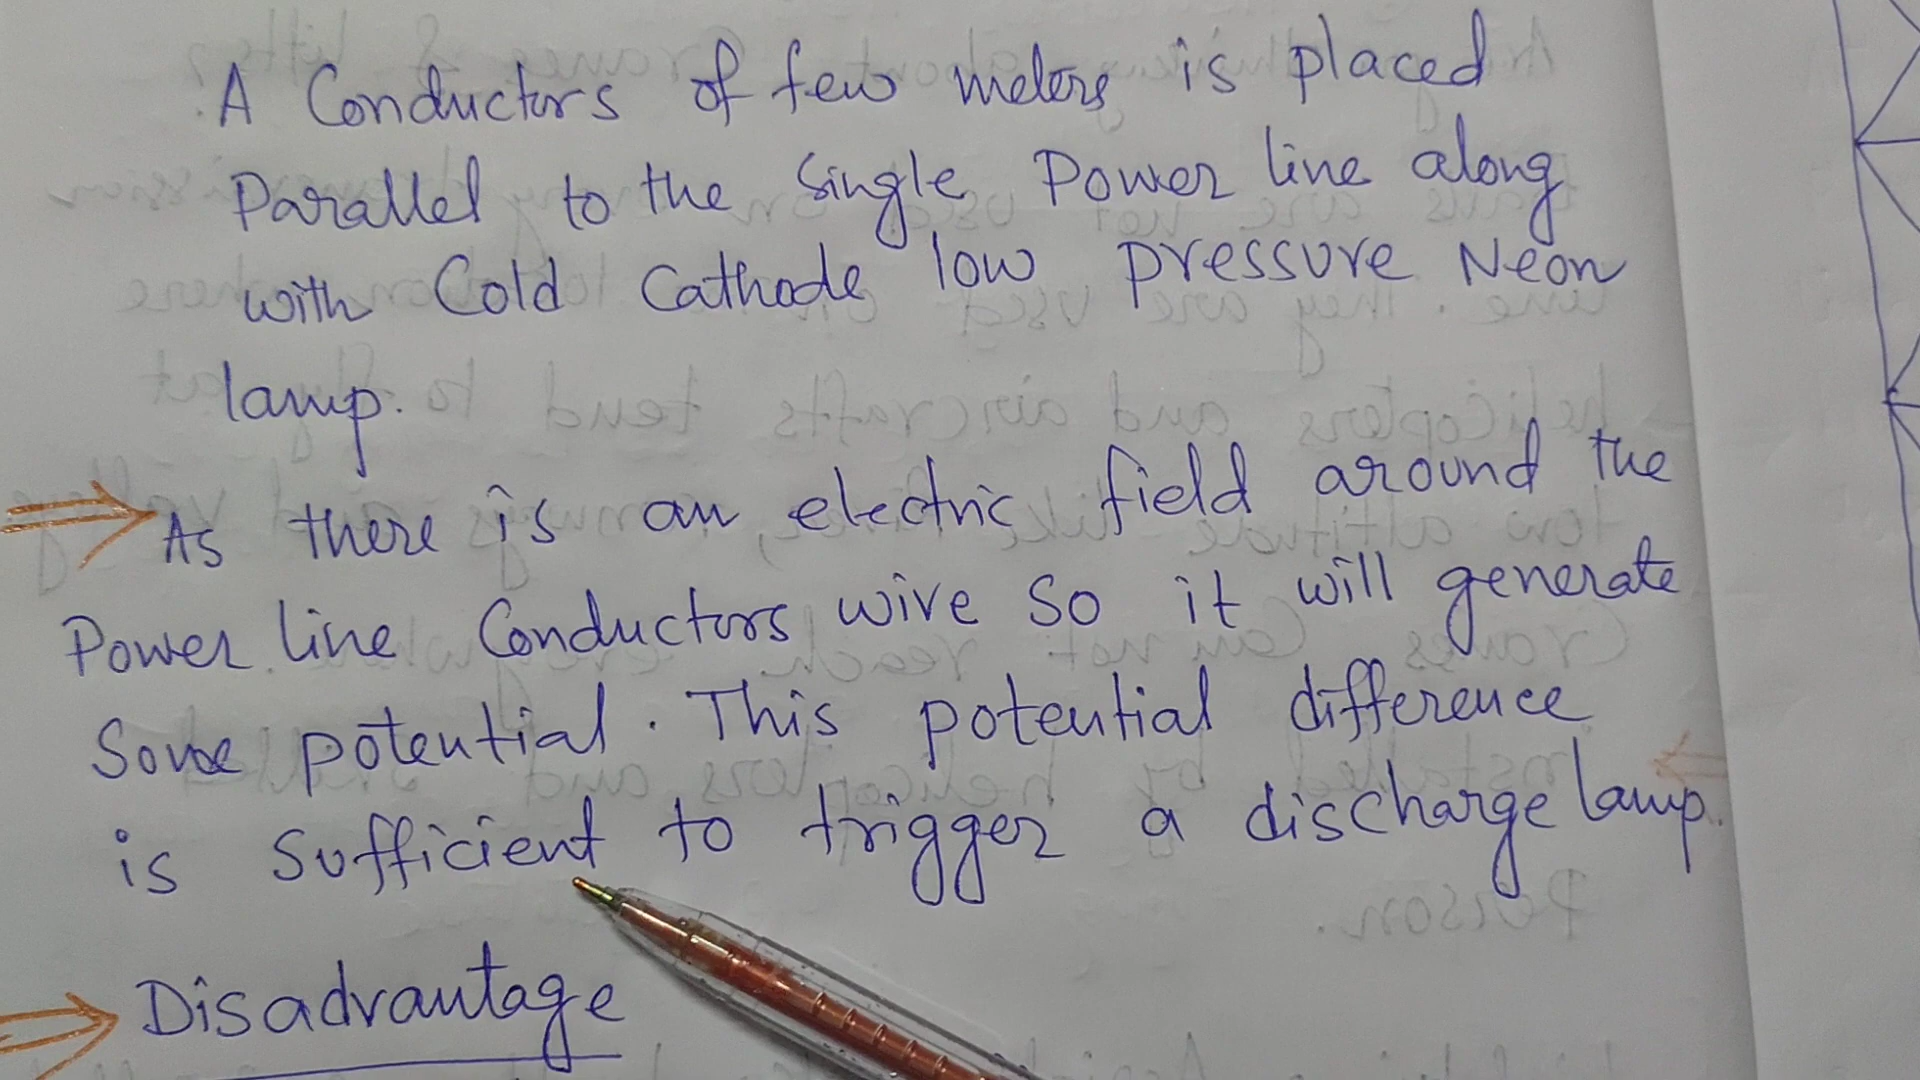 A Conductors of few meters is placed
Parallel to the Single Power line along
with Cold Cathode low pressure Neon
lamp.
As there is an electric field around the
Power line Conductors wire so it will generate
Some potential. This potential difference
is sufficient to trigger a discharge lamp.
Disadvantage